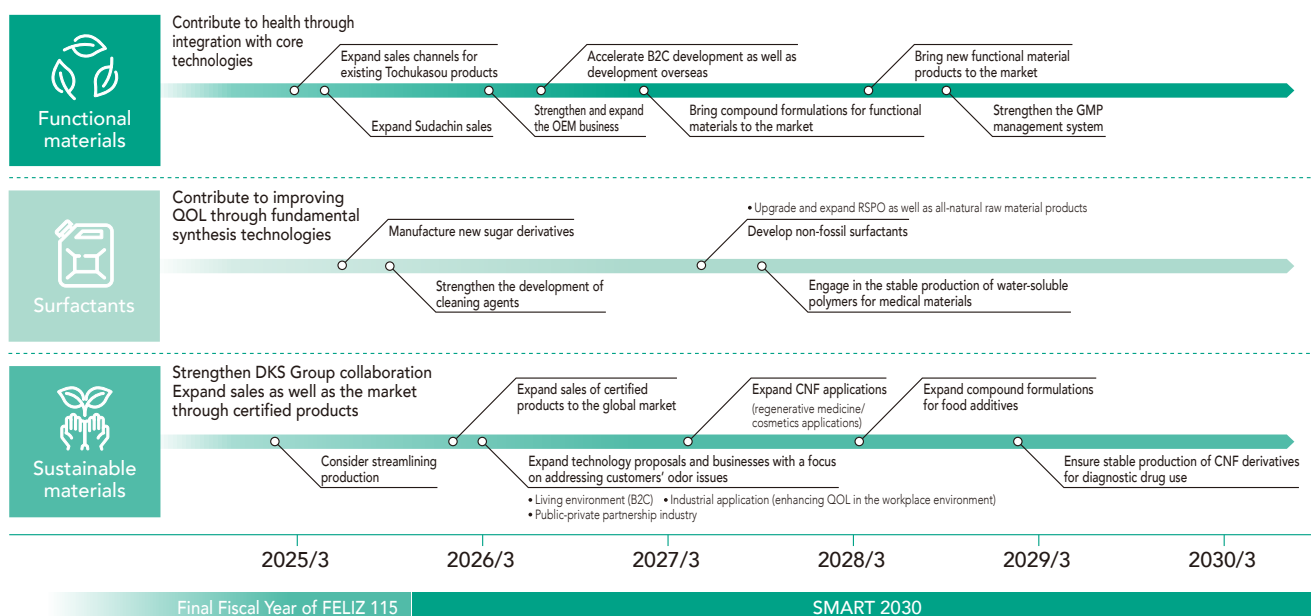 Functional
materials
Contribute to health through
integration with core
technologies
Expand sales channels for
existing Tochukasou products
Expand Sudachin sales
Strengthen and expand
the OEM business
Accelerate B2C development as well as
development overseas
Bring compound formulations for functional
materials to the market
Bring new functional material
products to the market
Strengthen the GMP
management system
Surfactants
Contribute to improving
QOL through fundamental
synthesis technologies
Manufacture new sugar derivatives
Strengthen the development of
cleaning agents
• Upgrade and expand RSPO as well as all-natural raw material products
Develop non-fossil surfactants
Engage in the stable production of water-soluble
polymers for medical materials
Sustainable
materials
Strengthen DKS Group collaboration
Expand sales as well as the market
through certified products
Consider streamlining
production
Expand sales of certified
products to the global market
Expand technology proposals and businesses with a focus
on addressing customers’ odor issues
• Living environment (B2C) • Industrial application (enhancing QOL in the workplace environment)
• Public-private partnership industry
Expand CNF applications
(regenerative medicine/
cosmetics applications)
Expand compound formulations
for food additives
Ensure stable production of CNF derivatives
for diagnostic drug use
2025/3 2026/3 2027/3 2028/3 2029/3 2030/3
Final Fiscal Year of FELIZ 115 SMART 2030